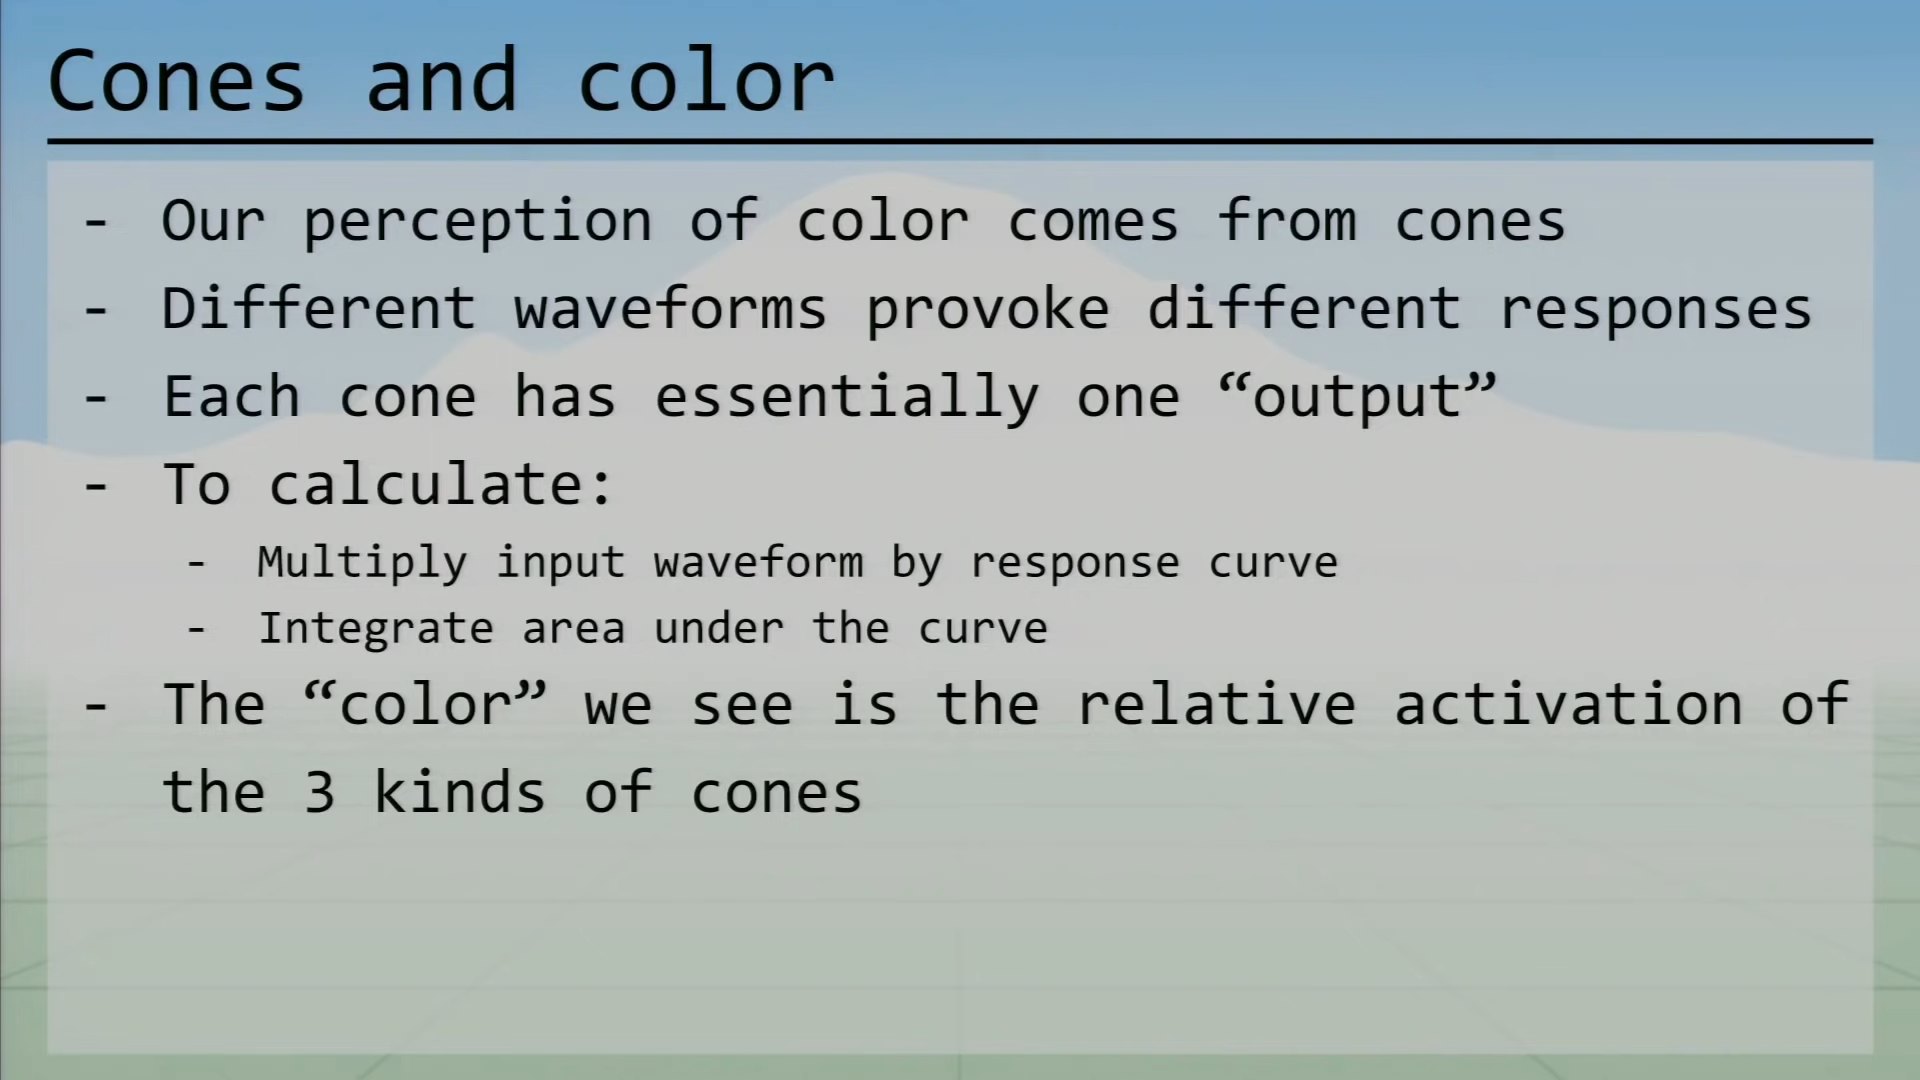 Cones and color
- Our perception of color comes from cones
- Different waveforms provoke different responses
- Each cone has essentially one “output”
- To calculate:
- Multiply input waveform by response curve
- Integrate area under the curve
- The “color” we see is the relative activation of
the 3 kinds of cones